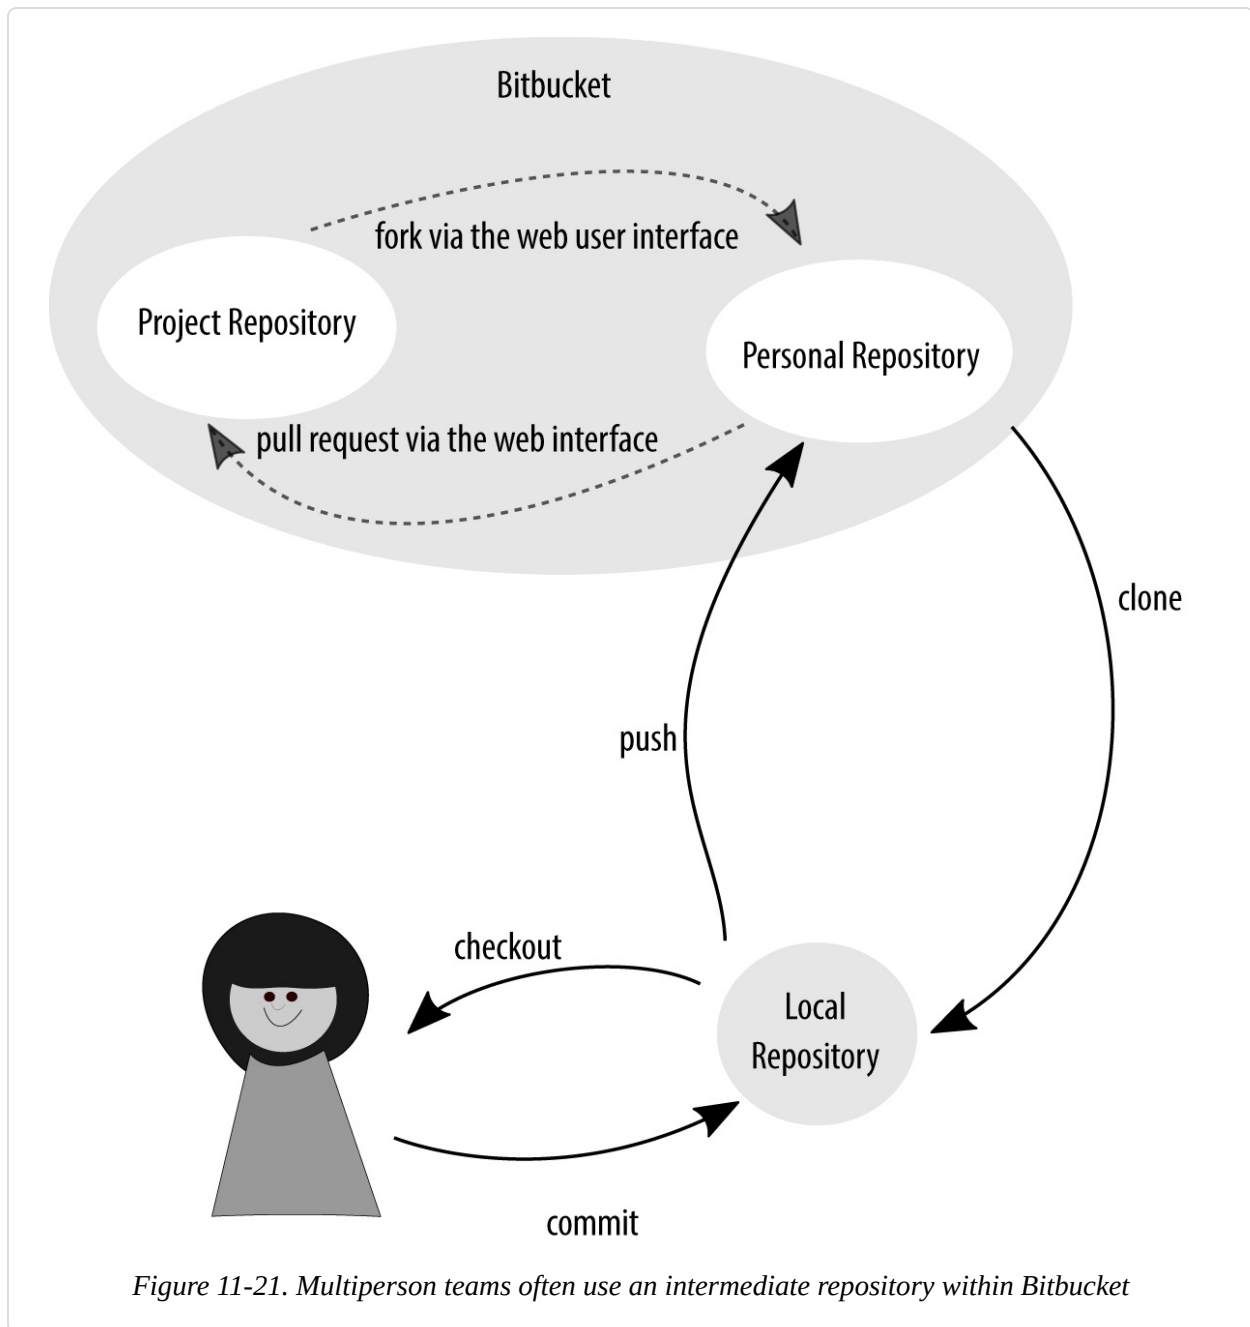 Bitbucket
fork via the web user interface
Project Repository
Personal Repository
pull request via the web interface
clone
push
checkout
Local
Repository
commit
Figure 11-21. Multiperson teams often use an intermediate repository within Bitbucket